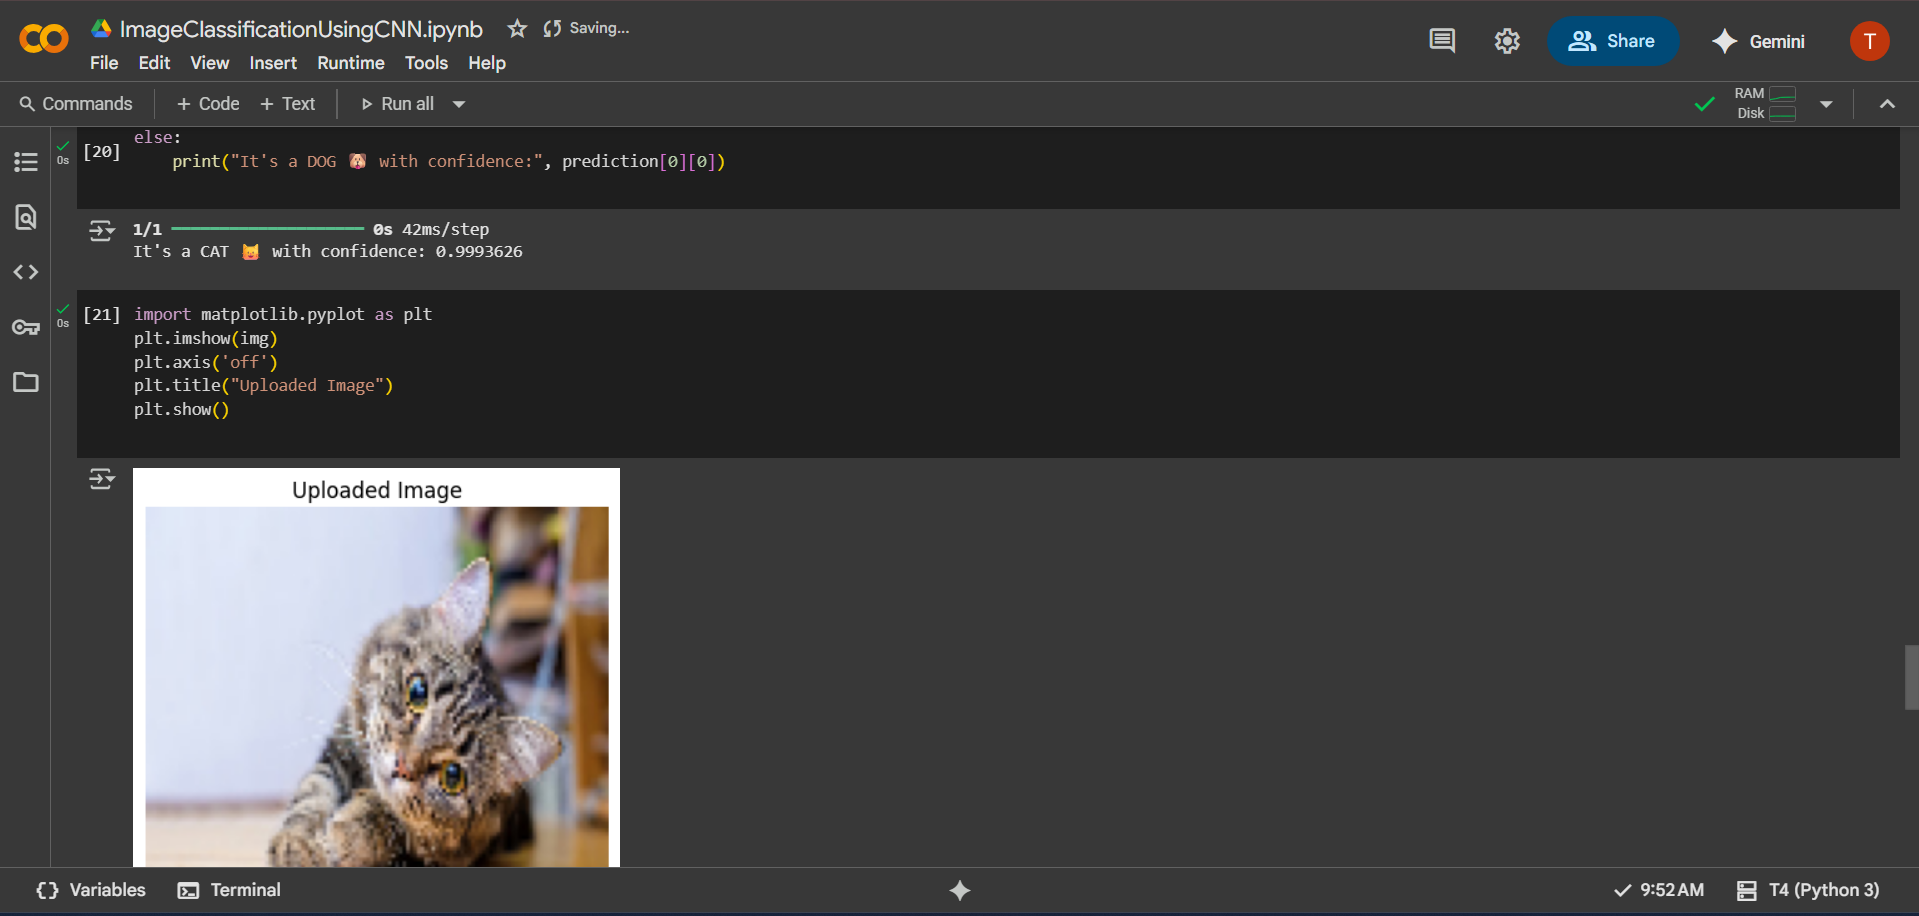 ImageClassificationUsingCNN.ipynb Saving...
Share
Gemini
T
File Edit View Insert Runtime Tools Help
Commands + Code + Text Run all
RAM
Disk
[20]
0s
else:
print("It's a DOG 🐶 with confidence:", prediction[0][0])
1/1 ━━━━━━━━━━━━━━━━━━━━ 0s 42ms/step
It's a CAT 🐱 with confidence: 0.9993626
[21]
0s
import matplotlib.pyplot as plt
plt.imshow(img)
plt.axis('off')
plt.title("Uploaded Image")
plt.show()
Uploaded Image
{} Variables Terminal
9:52 AM T4 (Python 3)